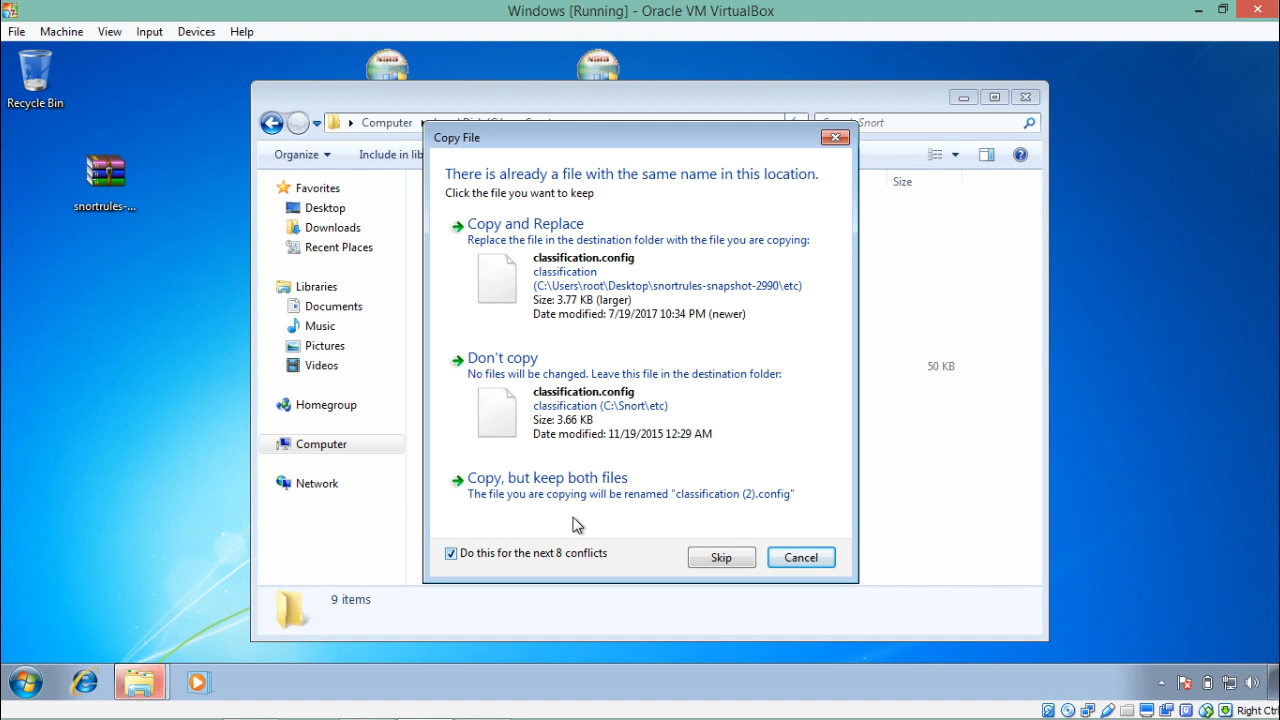 Windows [Running] - Oracle VM VirtualBox
File Machine View Input Devices Help
Recycle Bin
NSIS
NSIS
Computer
Snort
Organize
Include in lib
Size
snortrules-...
Favorites
Desktop
Downloads
Recent Places
Libraries
Documents
Music
Pictures
Videos
Homegroup
Computer
Network
Copy File
There is already a file with the same name in this location.
Click the file you want to keep
Copy and Replace
Replace the file in the destination folder with the file you are copying:
classification.config
classification
(C:\Users\root\Desktop\snortrules-snapshot-2990\etc)
Size: 3.77 KB (larger)
Date modified: 7/19/2017 10:34 PM (newer)
Don't copy
No files will be changed. Leave this file in the destination folder:
classification.config
classification (C:\Snort\etc)
Size: 3.66 KB
Date modified: 11/19/2015 12:29 AM
Copy, but keep both files
The file you are copying will be renamed "classification (2).config"
Do this for the next 8 conflicts
Skip
Cancel
50 KB
9 items
Right Ctrl